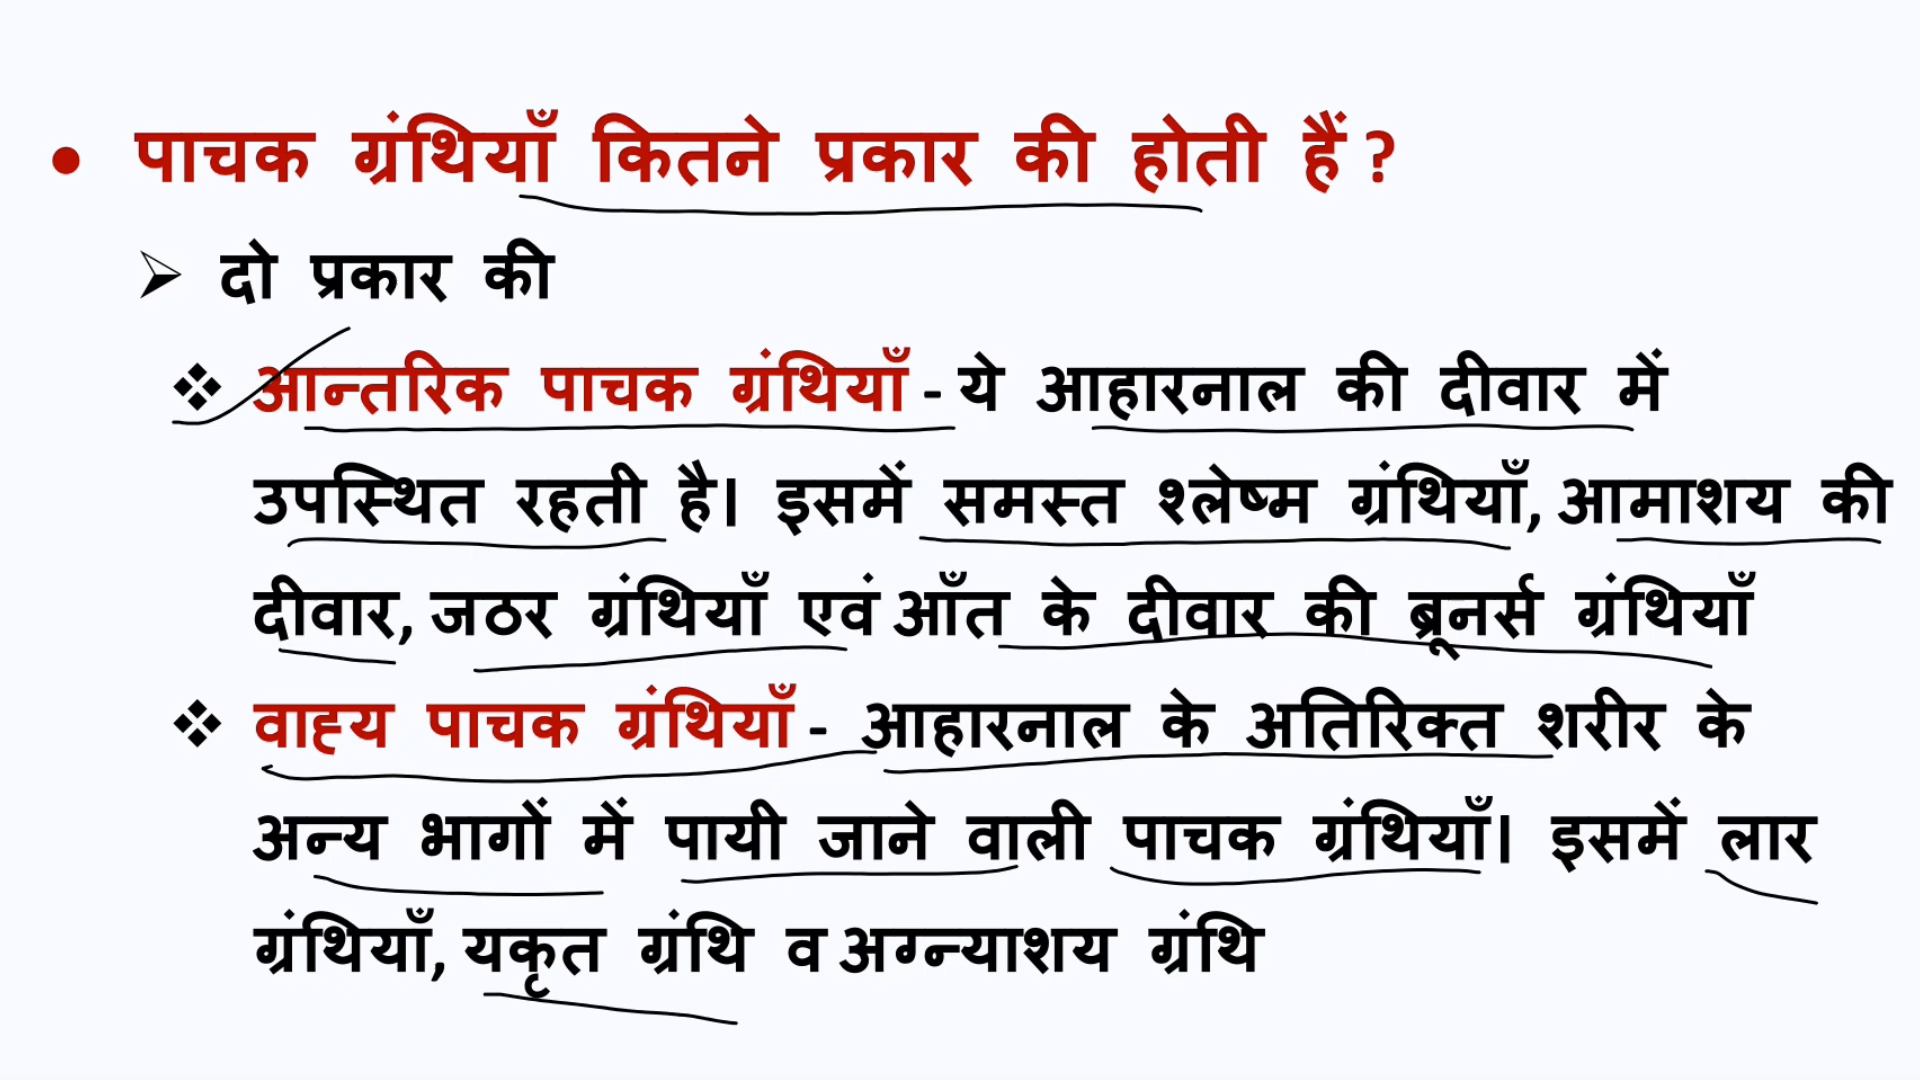 • पाचक ग्रंथियाँ कितने प्रकार की होती हैं ?
➢ दो प्रकार की
❖ आन्तरिक पाचक ग्रंथियाँ - ये आहारनाल की दीवार में
उपस्थित रहती है। इसमें समस्त श्लेष्म ग्रंथियाँ, आमाशय की
दीवार, जठर ग्रंथियाँ एवं आँत के दीवार की ब्रूनर्स ग्रंथियाँ
❖ वाह्य पाचक ग्रंथियाँ - आहारनाल के अतिरिक्त शरीर के
अन्य भागों में पायी जाने वाली पाचक ग्रंथियाँ। इसमें लार
ग्रंथियाँ, यकृत ग्रंथि व अग्न्याशय ग्रंथि